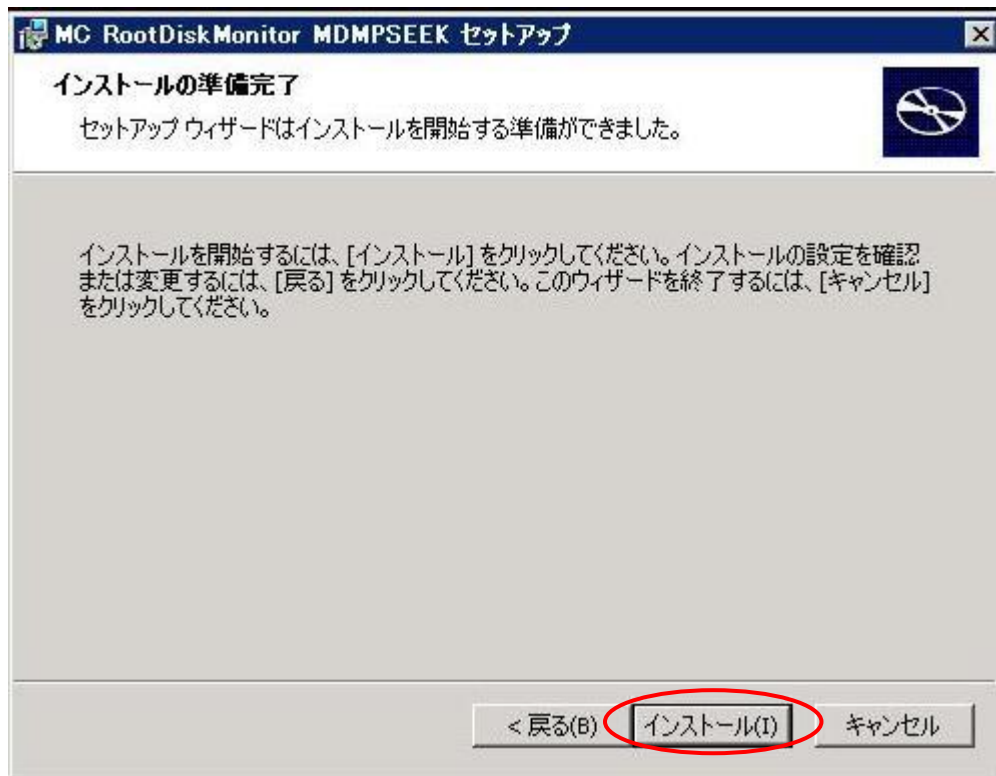 MC RootDiskMonitor MDMPSEEK セットアップ
インストールの準備完了
セットアップ ウィザードはインストールを開始する準備ができました。
インストールを開始するには、[インストール] をクリックしてください。インストールの設定を確認
または変更するには、[戻る] をクリックしてください。このウィザードを終了するには、[キャンセル]
をクリックしてください。
< 戻る(B) インストール(I) キャンセル